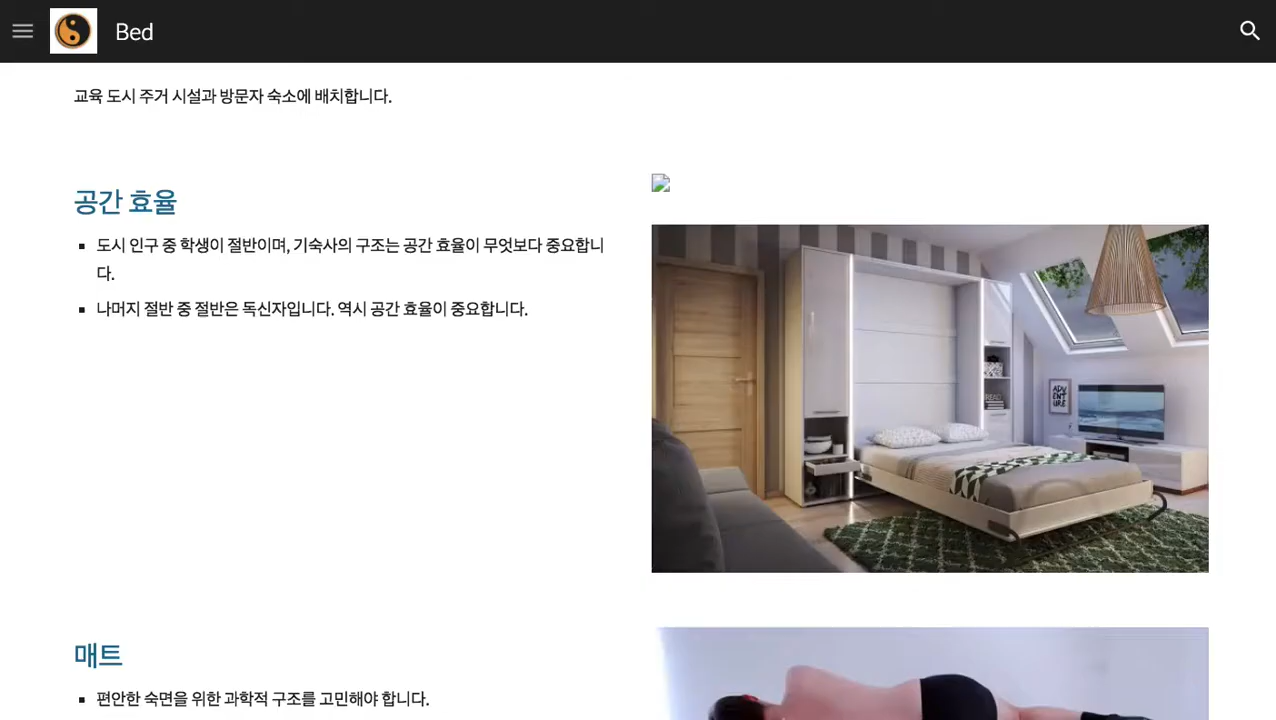 Bed
교육 도시 주거 시설과 방문자 숙소에 배치합니다.
공간 효율
도시 인구 중 학생이 절반이며, 기숙사의 구조는 공간 효율이 무엇보다 중요합니
다.
나머지 절반 중 절반은 독신자입니다. 역시 공간 효율이 중요합니다.
ADV
ENT
URE
READ
매트
편안한 숙면을 위한 과학적 구조를 고민해야 합니다.